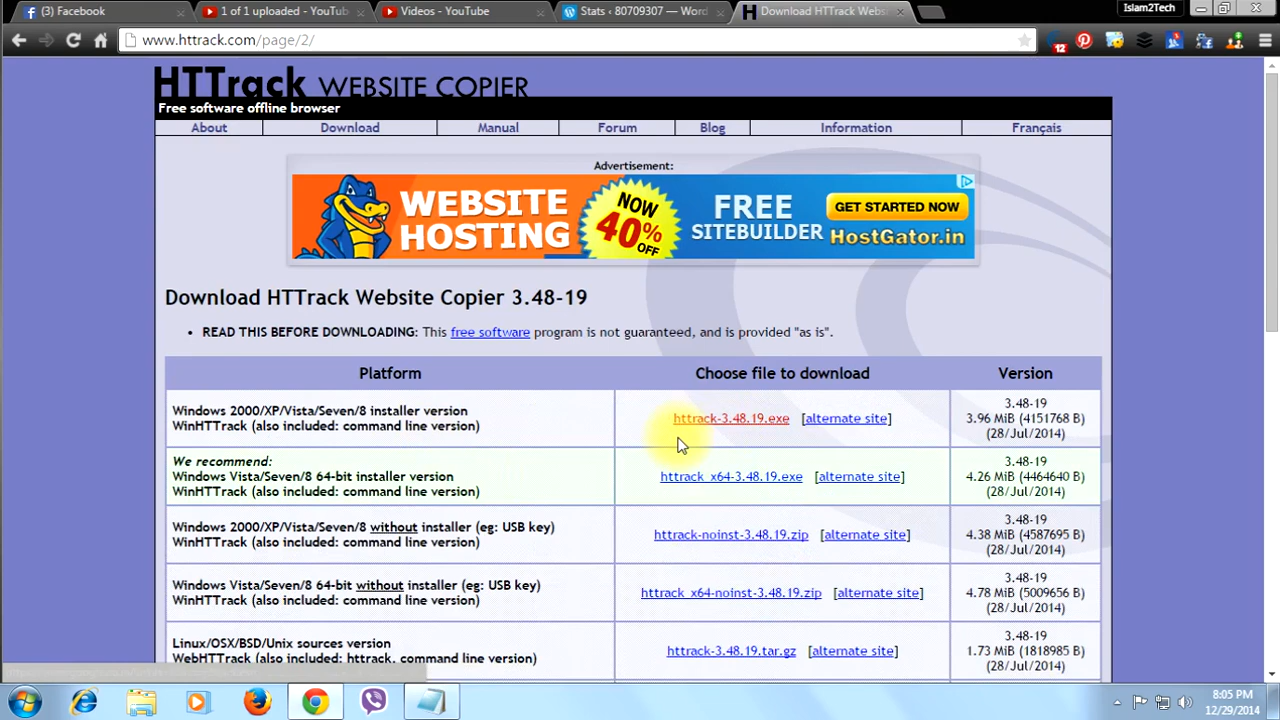 (3) Facebook
1 of 1 uploaded - YouTub
Videos - YouTube
Stats ‹ 80709307 — Word
Download HTTrack Webs
Islam2Tech
www.httrack.com/page/2/
12
HTTrack WEBSITE COPIER
Free software offline browser
About Download Manual Forum Blog Information Français
Advertisement:
WEBSITE HOSTING
NOW 40% OFF
FREE SITEBUILDER
GET STARTED NOW
HostGator.in
Download HTTrack Website Copier 3.48-19
• READ THIS BEFORE DOWNLOADING: This free software program is not guaranteed, and is provided "as is".
Platform Choose file to download Version
Windows 2000/XP/Vista/Seven/8 installer version
WinHTTrack (also included: command line version)
httrack-3.48.19.exe [alternate site]
3.48-19
3.96 MiB (4151768 B)
(28/Jul/2014)
We recommend:
Windows Vista/Seven/8 64-bit installer version
WinHTTrack (also included: command line version)
httrack_x64-3.48.19.exe [alternate site]
3.48-19
4.26 MiB (4464640 B)
(28/Jul/2014)
Windows 2000/XP/Vista/Seven/8 without installer (eg: USB key)
WinHTTrack (also included: command line version)
httrack-noinst-3.48.19.zip [alternate site]
3.48-19
4.38 MiB (4587695 B)
(28/Jul/2014)
Windows Vista/Seven/8 64-bit without installer (eg: USB key)
WinHTTrack (also included: command line version)
httrack_x64-noinst-3.48.19.zip [alternate site]
3.48-19
4.78 MiB (5009656 B)
(28/Jul/2014)
Linux/OSX/BSD/Unix sources version
WebHTTrack (also included: httrack, command line version)
httrack-3.48.19.tar.gz [alternate site]
3.48-19
1.73 MiB (1818985 B)
(28/Jul/2014)
8:05 PM
12/29/2014